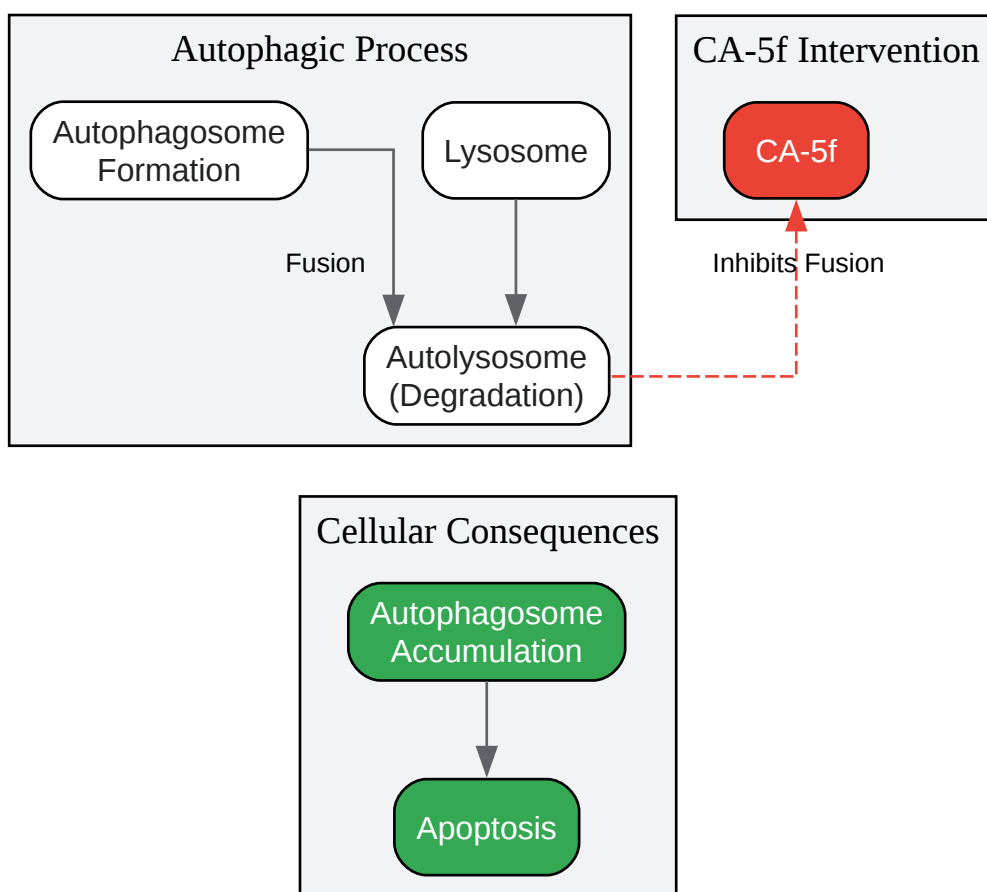 Autophagic Process
Autophagosome
Formation
Lysosome
Fusion
Autolysosome
(Degradation)
CA-5f Intervention
CA-5f
Inhibits Fusion
Cellular Consequences
Autophagosome
Accumulation
Apoptosis